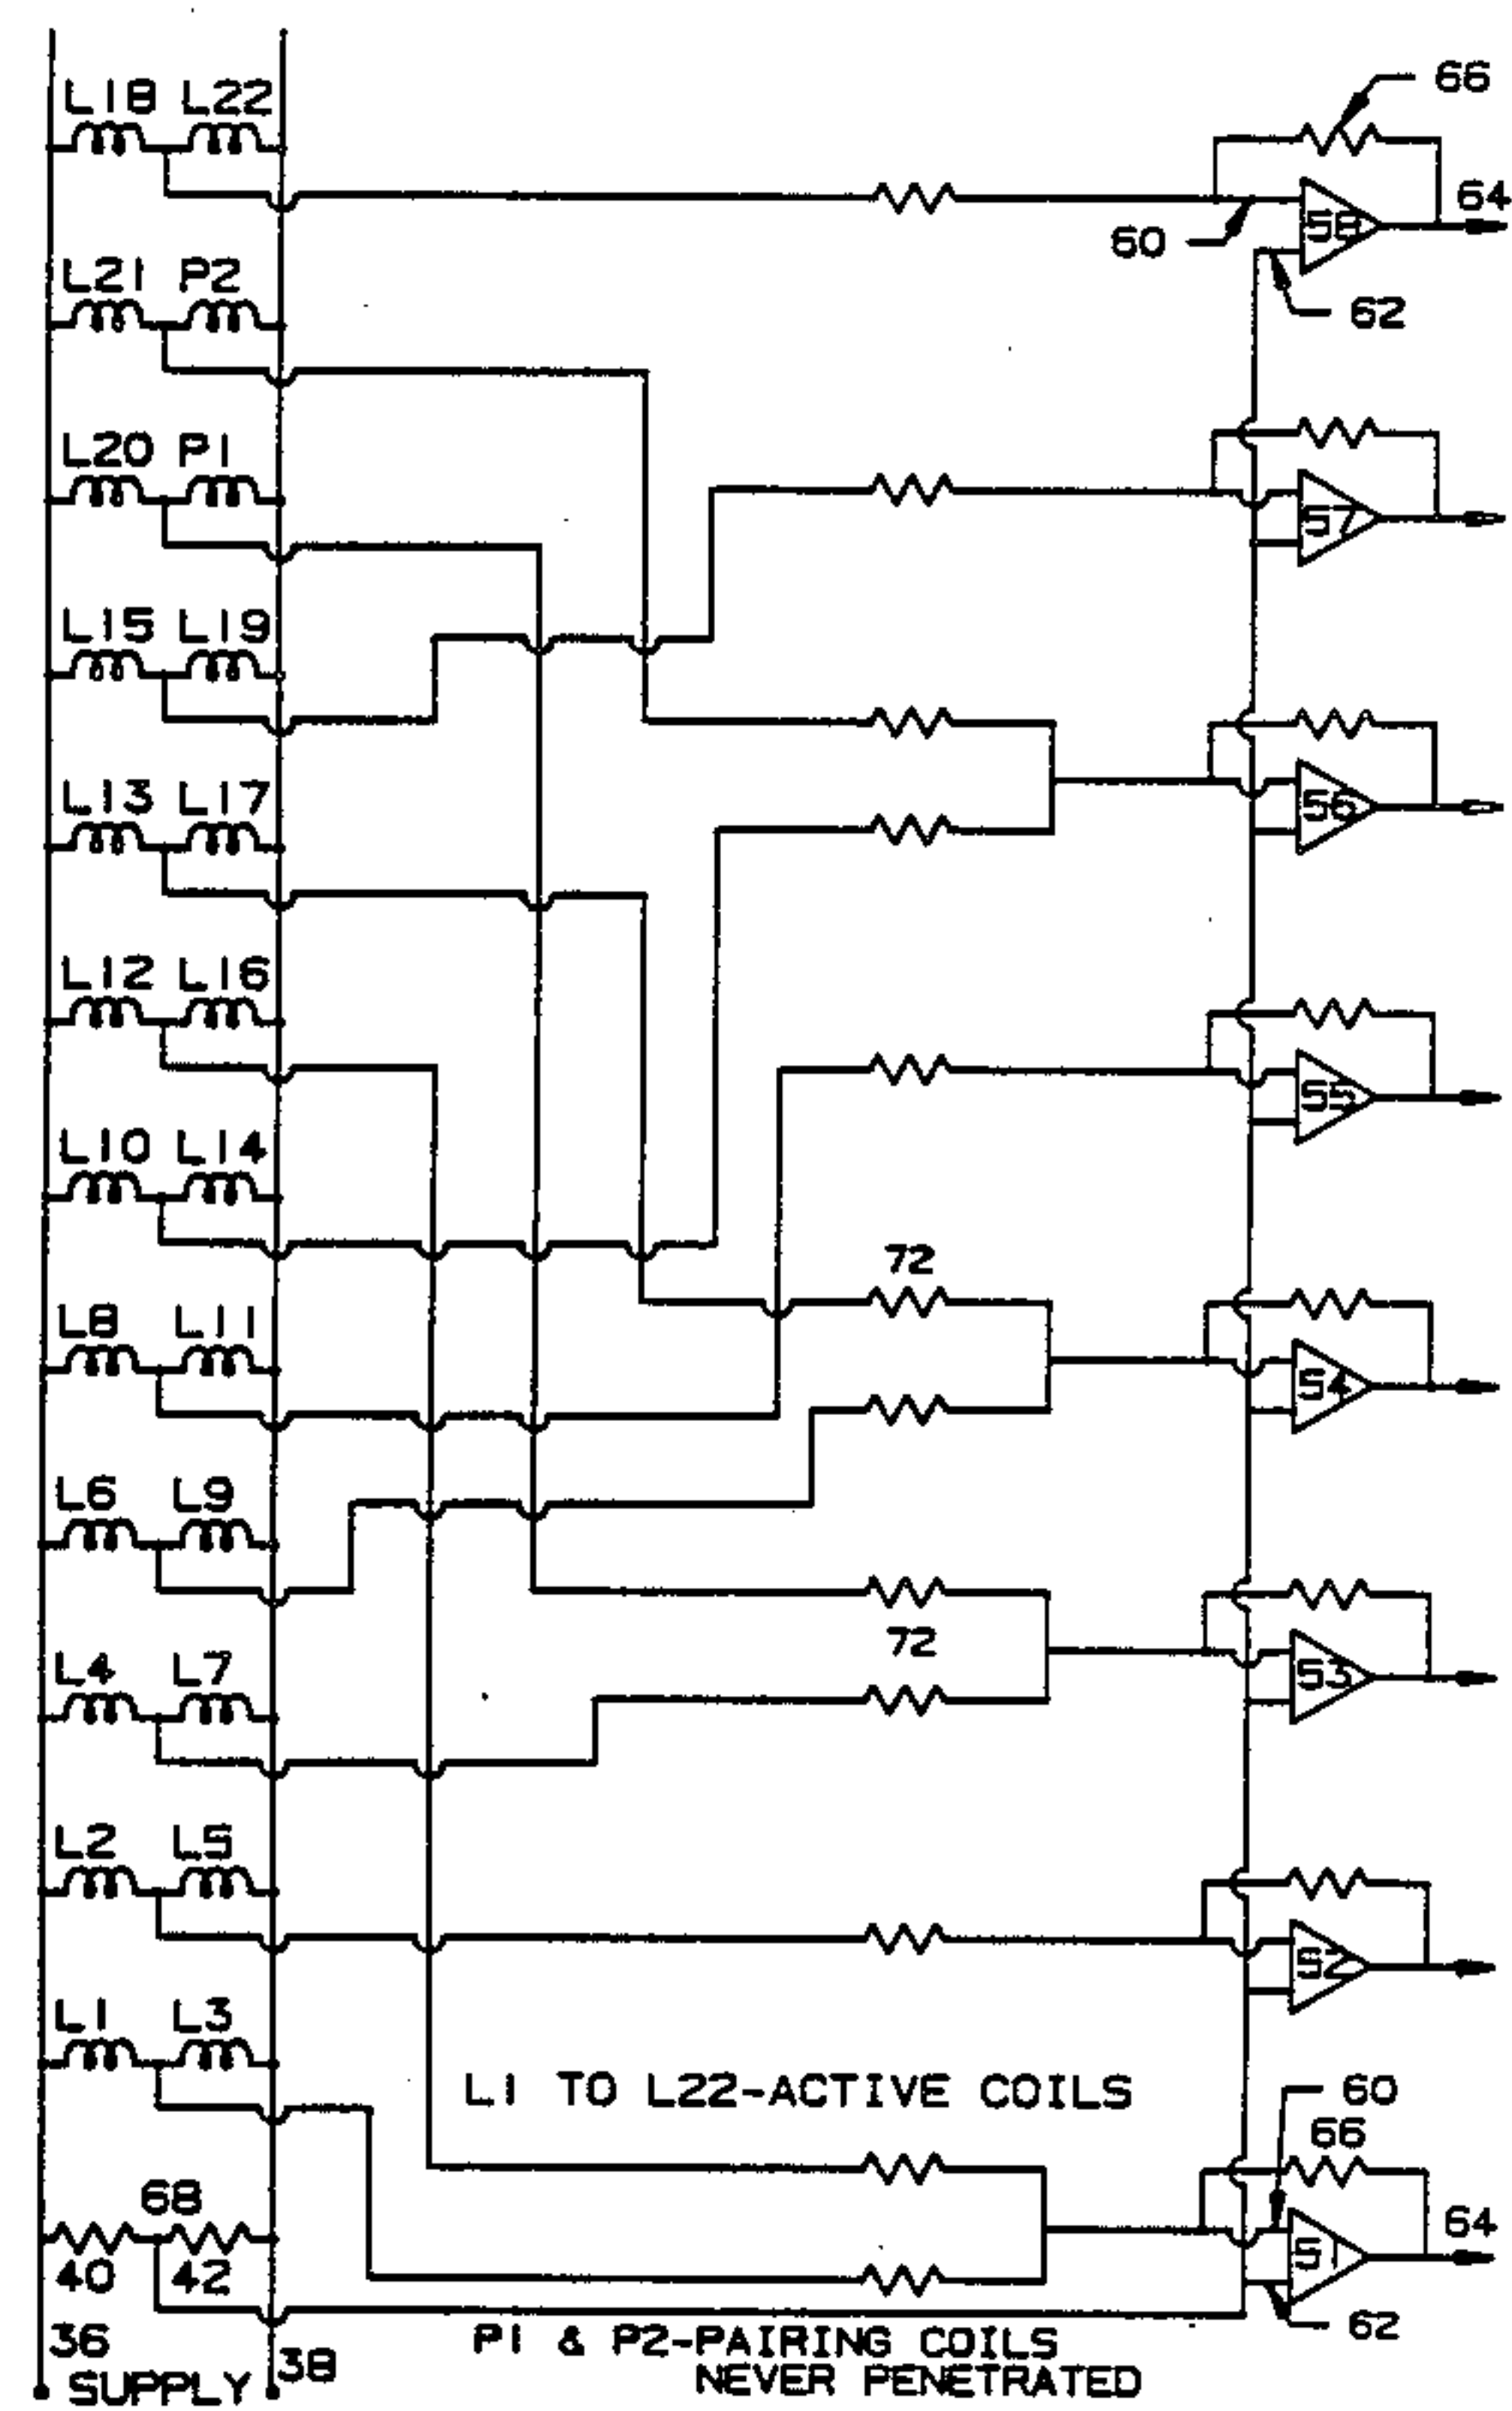 66
L18 L22
64
58
60
L21 P2
62
L20 P1
57
L15 L19
L13 L17
56
L12 L16
55
L10 L14
72
L8 L11
54
L6 L9
72
L4 L7
53
L2 L5
52
L1 L3
L1 TO L22-ACTIVE COILS
60
66
68
64
40 42
51
36
P1 & P2-PAIRING COILS
62
38
NEVER PENETRATED
SUPPLY